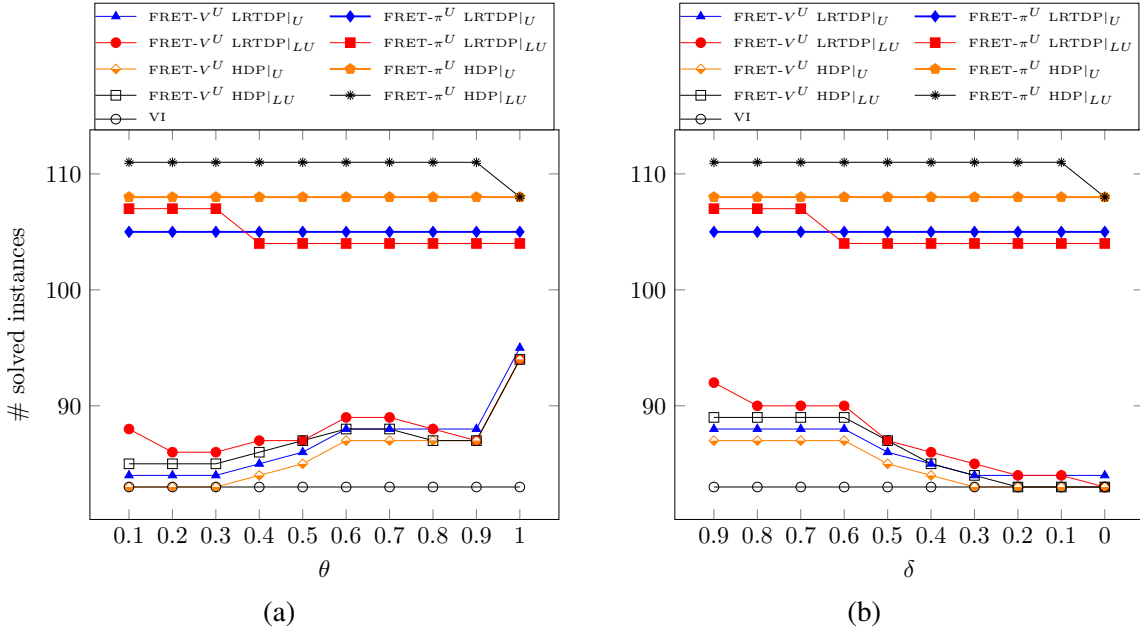 FRET-V^U LRTDP|_U FRET-π^U LRTDP|_U
FRET-V^U LRTDP|_LU FRET-π^U LRTDP|_LU
FRET-V^U HDP|_U FRET-π^U HDP|_U
FRET-V^U HDP|_LU FRET-π^U HDP|_LU
VI
110
100
90
# solved instances
0.1 0.2 0.3 0.4 0.5 0.6 0.7 0.8 0.9 1
θ
(a)
FRET-V^U LRTDP|_U FRET-π^U LRTDP|_U
FRET-V^U LRTDP|_LU FRET-π^U LRTDP|_LU
FRET-V^U HDP|_U FRET-π^U HDP|_U
FRET-V^U HDP|_LU FRET-π^U HDP|_LU
VI
110
100
90
0.9 0.8 0.7 0.6 0.5 0.4 0.3 0.2 0.1 0
δ
(b)